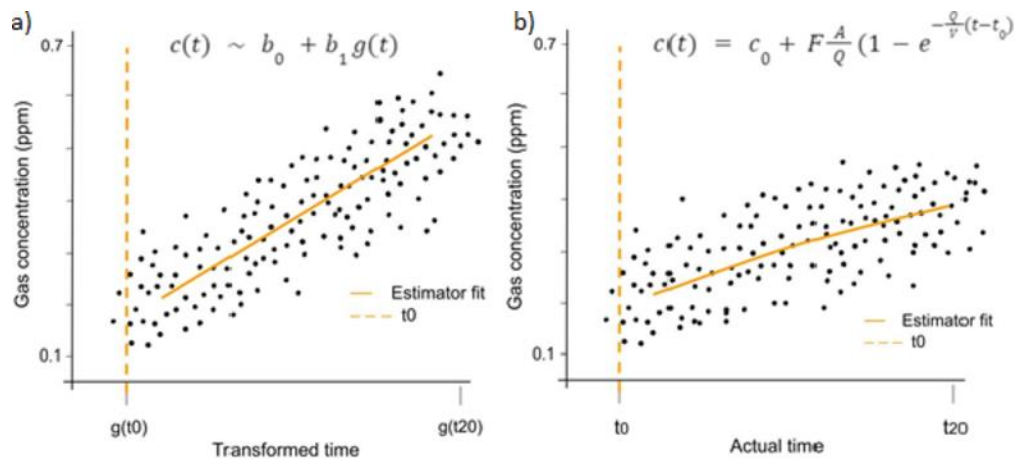 a)
c(t) ~ b₀ + b₁g(t)
0.7
Gas concentration (ppm)
0.1
Estimator fit
t0
g(t0)
g(t20)
Transformed time
b)
c(t) = c₀ + F A/Q (1 − e^(−Q/V (t−t₀))
0.7
Gas concentration (ppm)
0.1
Estimator fit
t0
t0
t20
Actual time